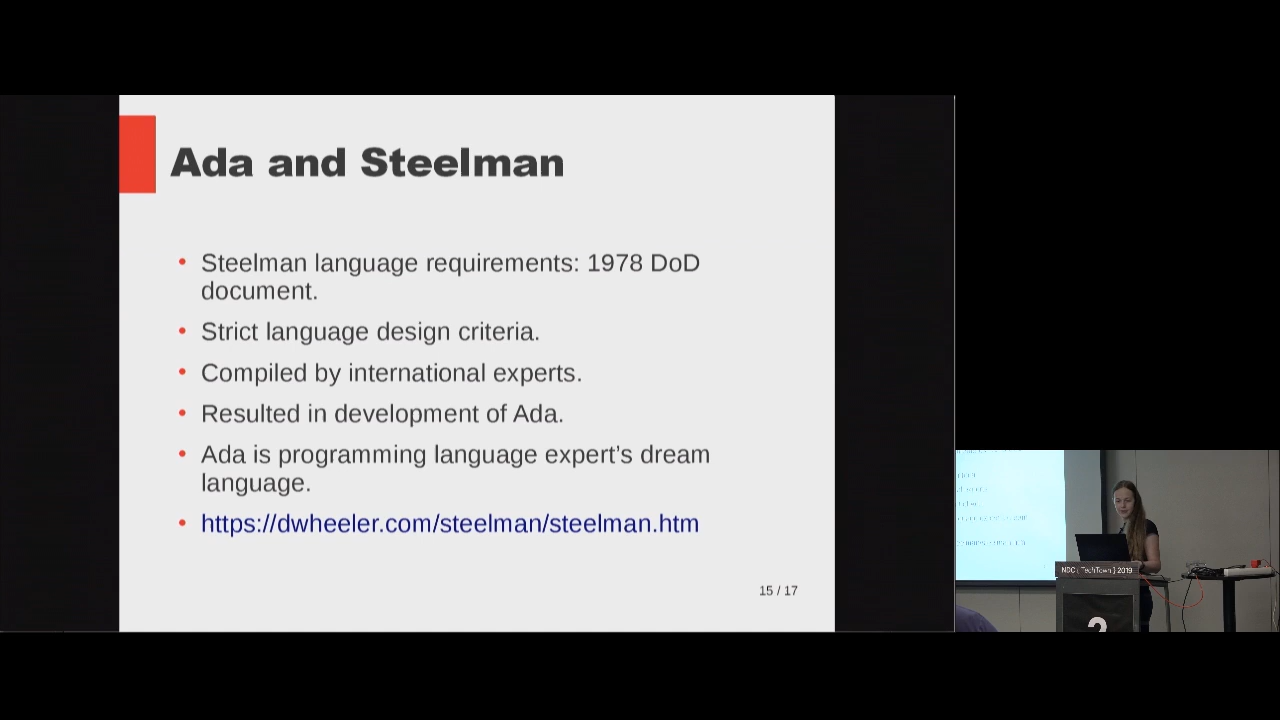 Ada and Steelman
• Steelman language requirements: 1978 DoD
document.
• Strict language design criteria.
• Compiled by international experts.
• Resulted in development of Ada.
• Ada is programming language expert’s dream
language.
• https://dwheeler.com/steelman/steelman.htm
15 / 17
NDC { TechTown } 2019
2